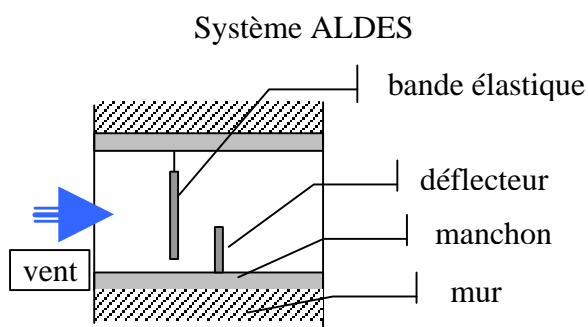 Système ALDES
bande élastique
déflecteur
manchon
vent
mur